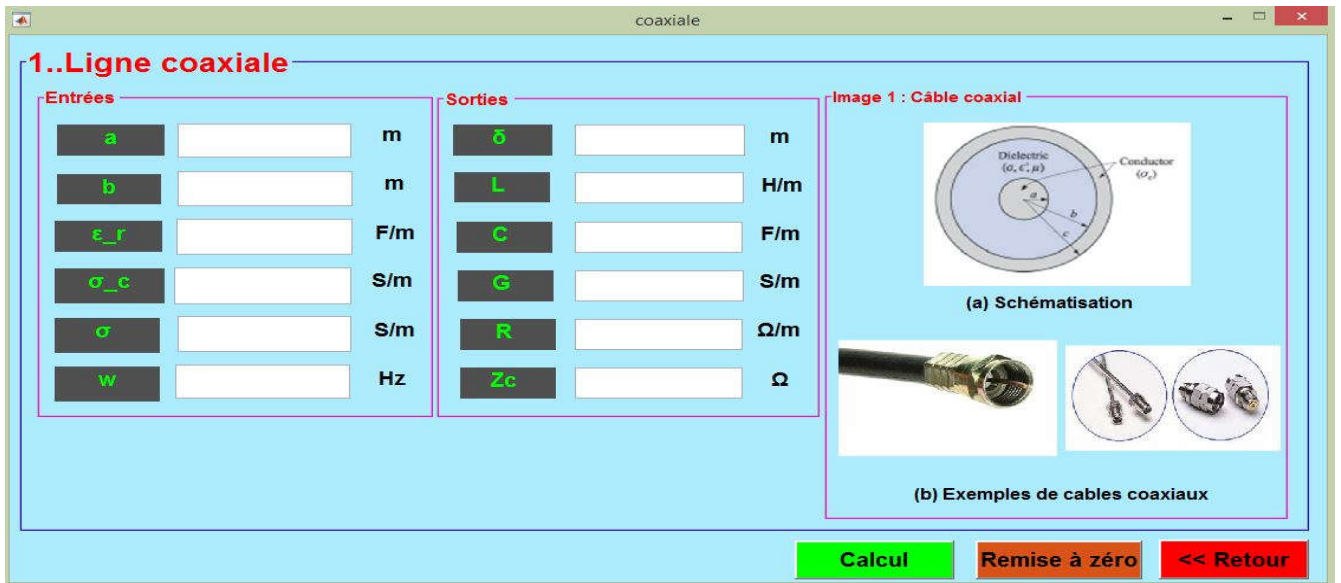 coaxiale
1..Ligne coaxiale
Entrées
a m
b m
ε_r F/m
σ_c S/m
σ S/m
w Hz
Sorties
δ m
L H/m
C F/m
G S/m
R Ω/m
Zc Ω
Image 1 : Câble coaxial
Dielectric
(σ, ε', μ)
Conductor
(σc)
a
b
c
(a) Schématisation
(b) Exemples de cables coaxiaux
Calcul
Remise à zéro
<< Retour